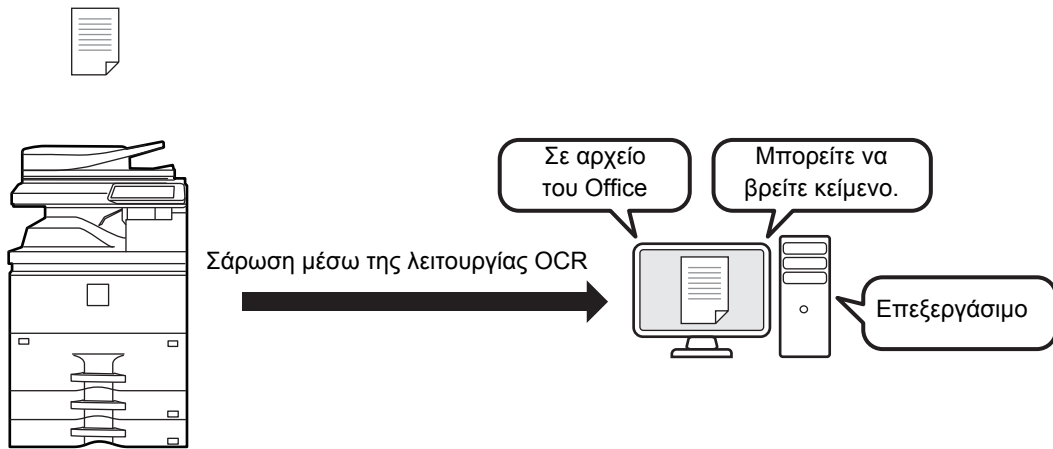 Σε αρχείο
του Office
Μπορείτε να
βρείτε κείμενο.
Σάρωση μέσω της λειτουργίας OCR
Επεξεργάσιμο